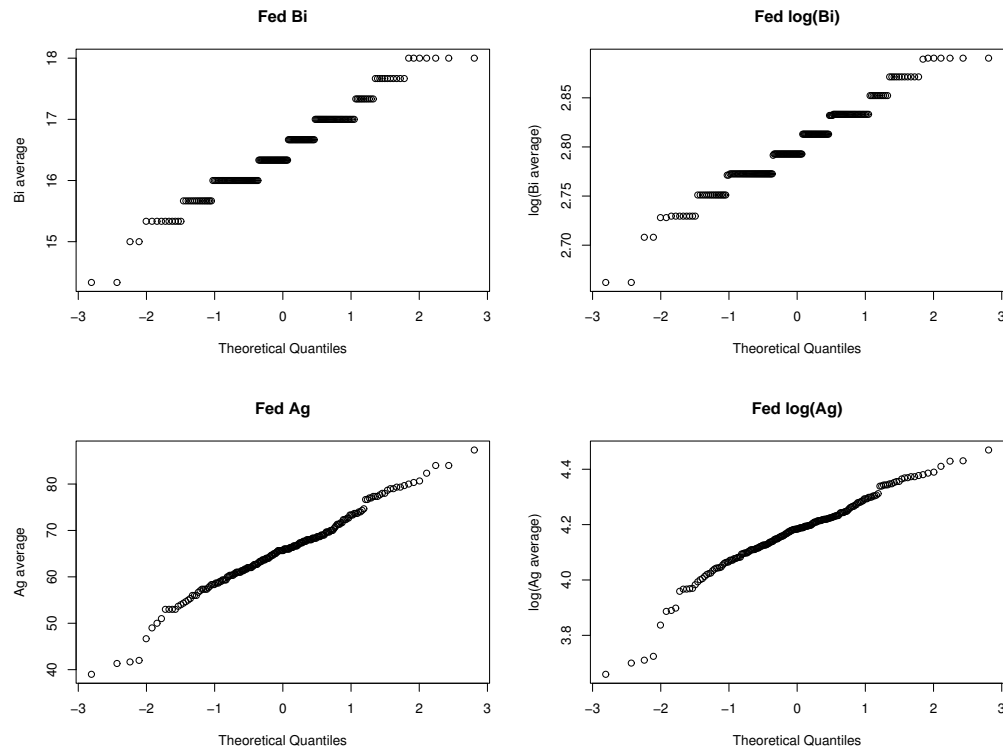 Fed Bi
Bi average
15 16 17 18
−3 −2 −1 0 1 2 3
Theoretical Quantiles
Fed log(Bi)
log(Bi average)
2.70 2.75 2.80 2.85
−3 −2 −1 0 1 2 3
Theoretical Quantiles
Fed Ag
Ag average
40 50 60 70 80
−3 −2 −1 0 1 2 3
Theoretical Quantiles
Fed log(Ag)
log(Ag average)
3.8 4.0 4.2 4.4
−3 −2 −1 0 1 2 3
Theoretical Quantiles